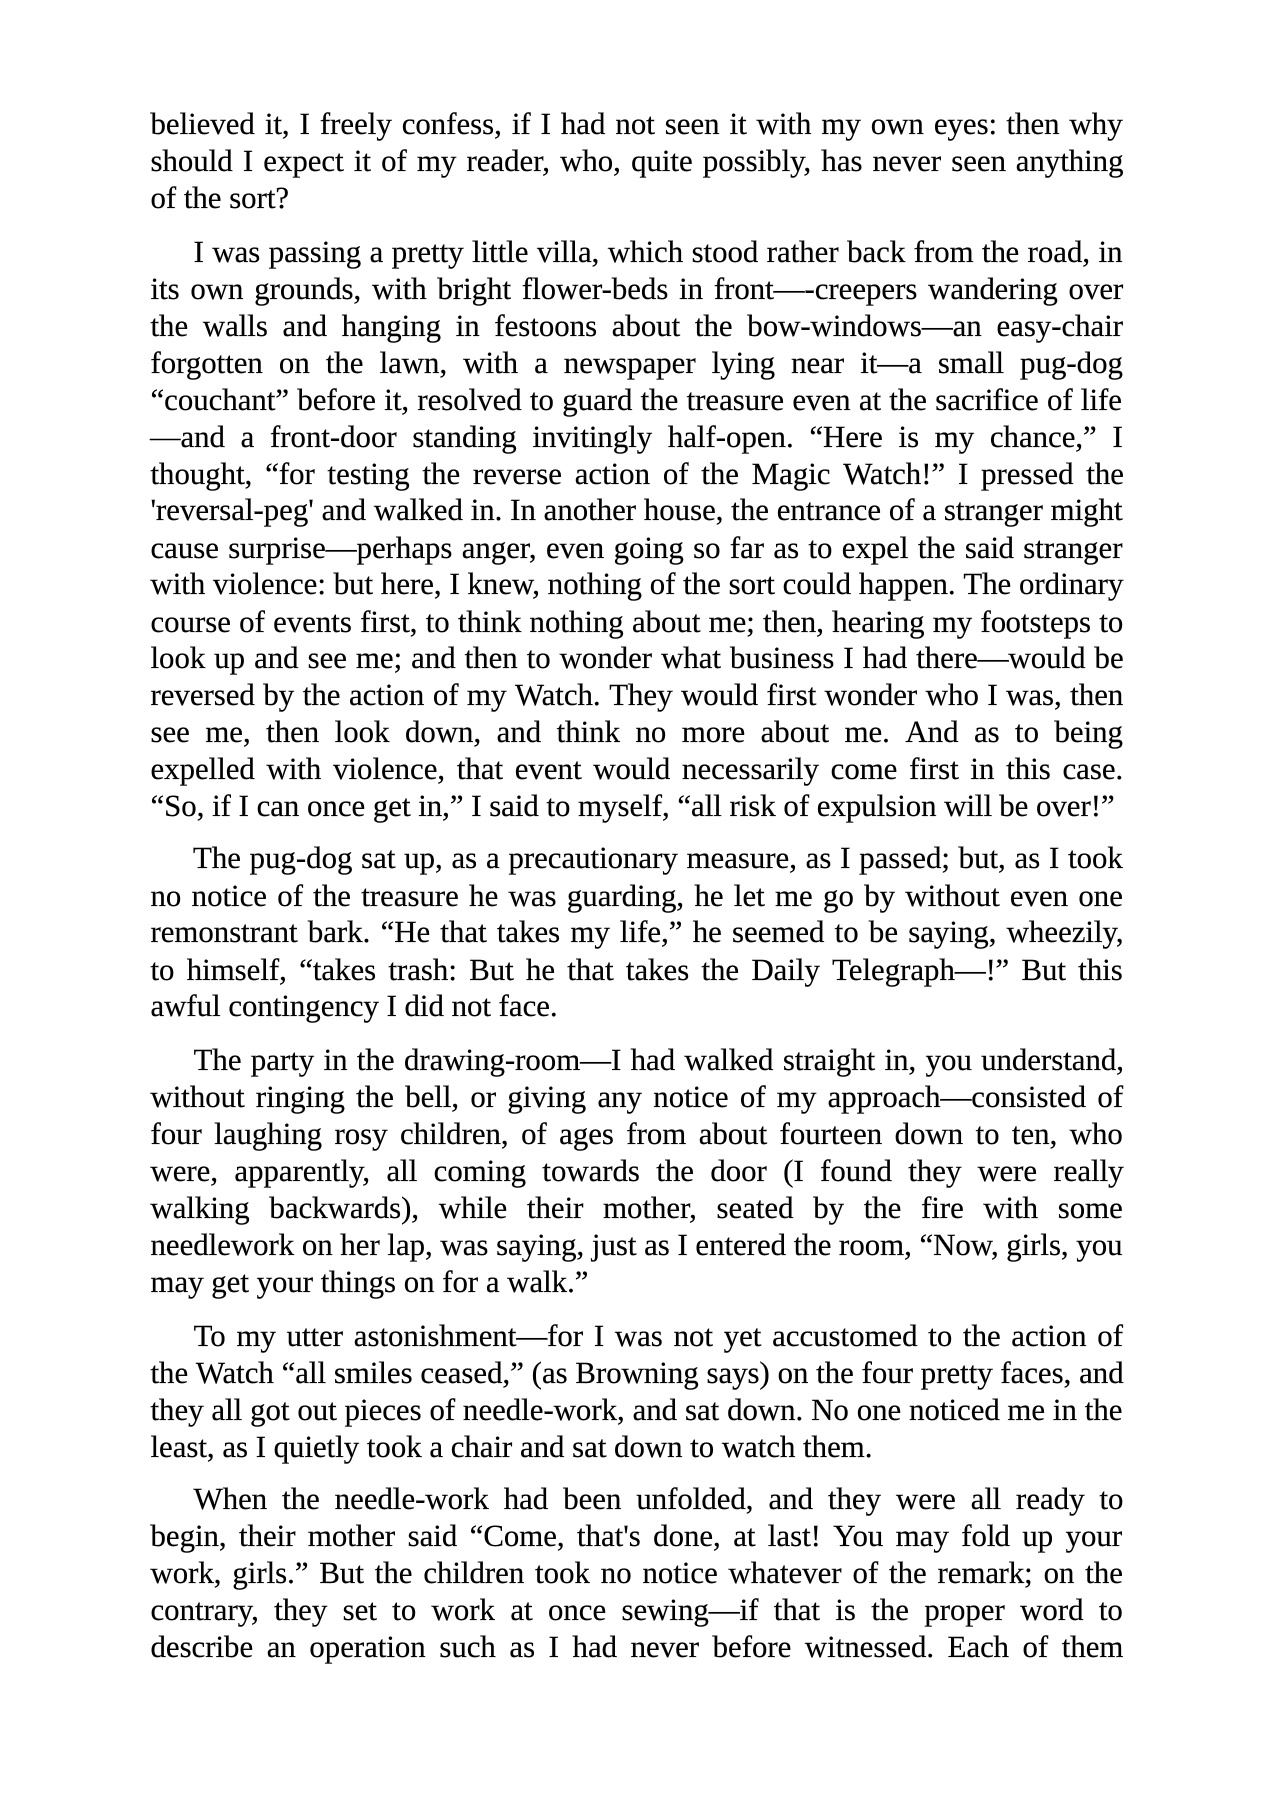 believed it, I freely confess, if I had not seen it with my own eyes: then why
should I expect it of my reader, who, quite possibly, has never seen anything
of the sort?
I was passing a pretty little villa, which stood rather back from the road, in
its own grounds, with bright flower-beds in front—-creepers wandering over
the walls and hanging in festoons about the bow-windows—an easy-chair
forgotten on the lawn, with a newspaper lying near it—a small pug-dog
“couchant” before it, resolved to guard the treasure even at the sacrifice of life
—and a front-door standing invitingly half-open. “Here is my chance,” I
thought, “for testing the reverse action of the Magic Watch!” I pressed the
'reversal-peg' and walked in. In another house, the entrance of a stranger might
cause surprise—perhaps anger, even going so far as to expel the said stranger
with violence: but here, I knew, nothing of the sort could happen. The ordinary
course of events first, to think nothing about me; then, hearing my footsteps to
look up and see me; and then to wonder what business I had there—would be
reversed by the action of my Watch. They would first wonder who I was, then
see me, then look down, and think no more about me. And as to being
expelled with violence, that event would necessarily come first in this case.
“So, if I can once get in,” I said to myself, “all risk of expulsion will be over!”
The pug-dog sat up, as a precautionary measure, as I passed; but, as I took
no notice of the treasure he was guarding, he let me go by without even one
remonstrant bark. “He that takes my life,” he seemed to be saying, wheezily,
to himself, “takes trash: But he that takes the Daily Telegraph—!” But this
awful contingency I did not face.
The party in the drawing-room—I had walked straight in, you understand,
without ringing the bell, or giving any notice of my approach—consisted of
four laughing rosy children, of ages from about fourteen down to ten, who
were, apparently, all coming towards the door (I found they were really
walking backwards), while their mother, seated by the fire with some
needlework on her lap, was saying, just as I entered the room, “Now, girls, you
may get your things on for a walk.”
To my utter astonishment—for I was not yet accustomed to the action of
the Watch “all smiles ceased,” (as Browning says) on the four pretty faces, and
they all got out pieces of needle-work, and sat down. No one noticed me in the
least, as I quietly took a chair and sat down to watch them.
When the needle-work had been unfolded, and they were all ready to
begin, their mother said “Come, that's done, at last! You may fold up your
work, girls.” But the children took no notice whatever of the remark; on the
contrary, they set to work at once sewing—if that is the proper word to
describe an operation such as I had never before witnessed. Each of them